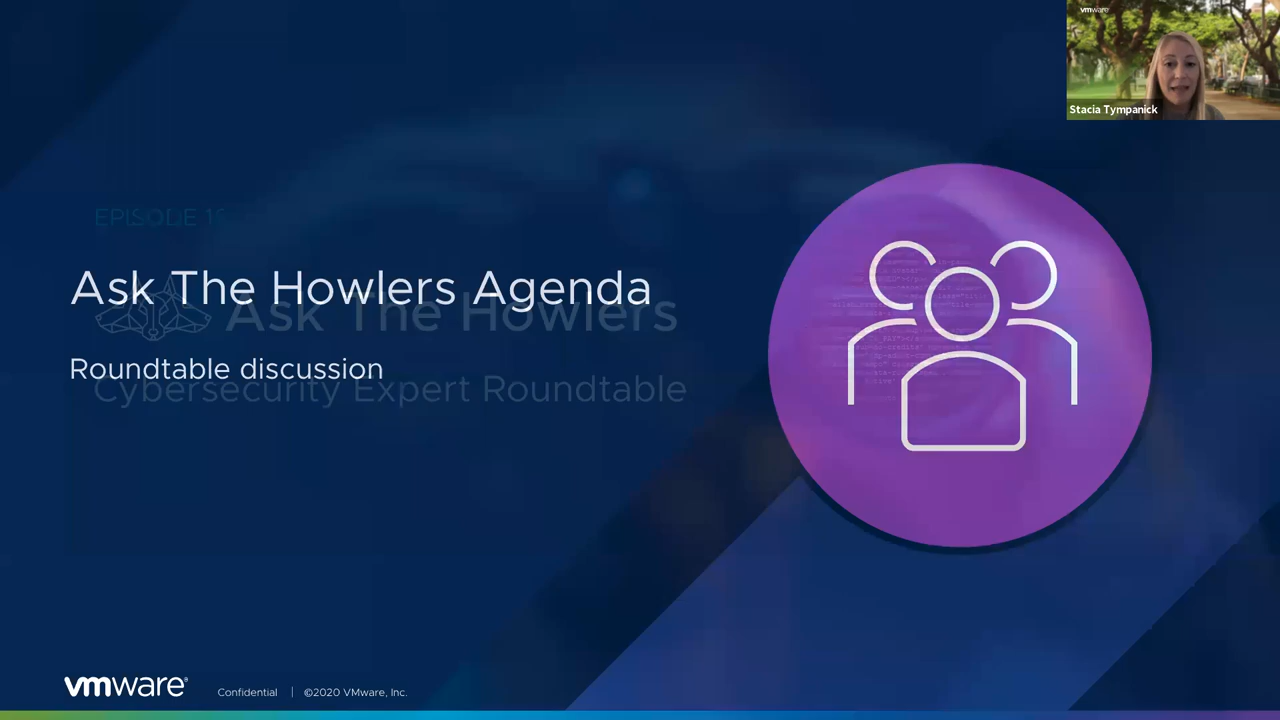 vmware
Stacia Tympanick
EPISODE
Ask The Howlers Agenda
Ask The Howlers
Roundtable discussion
Cybersecurity Expert Roundtable
vmware®
Confidential | ©2020 VMware, Inc.